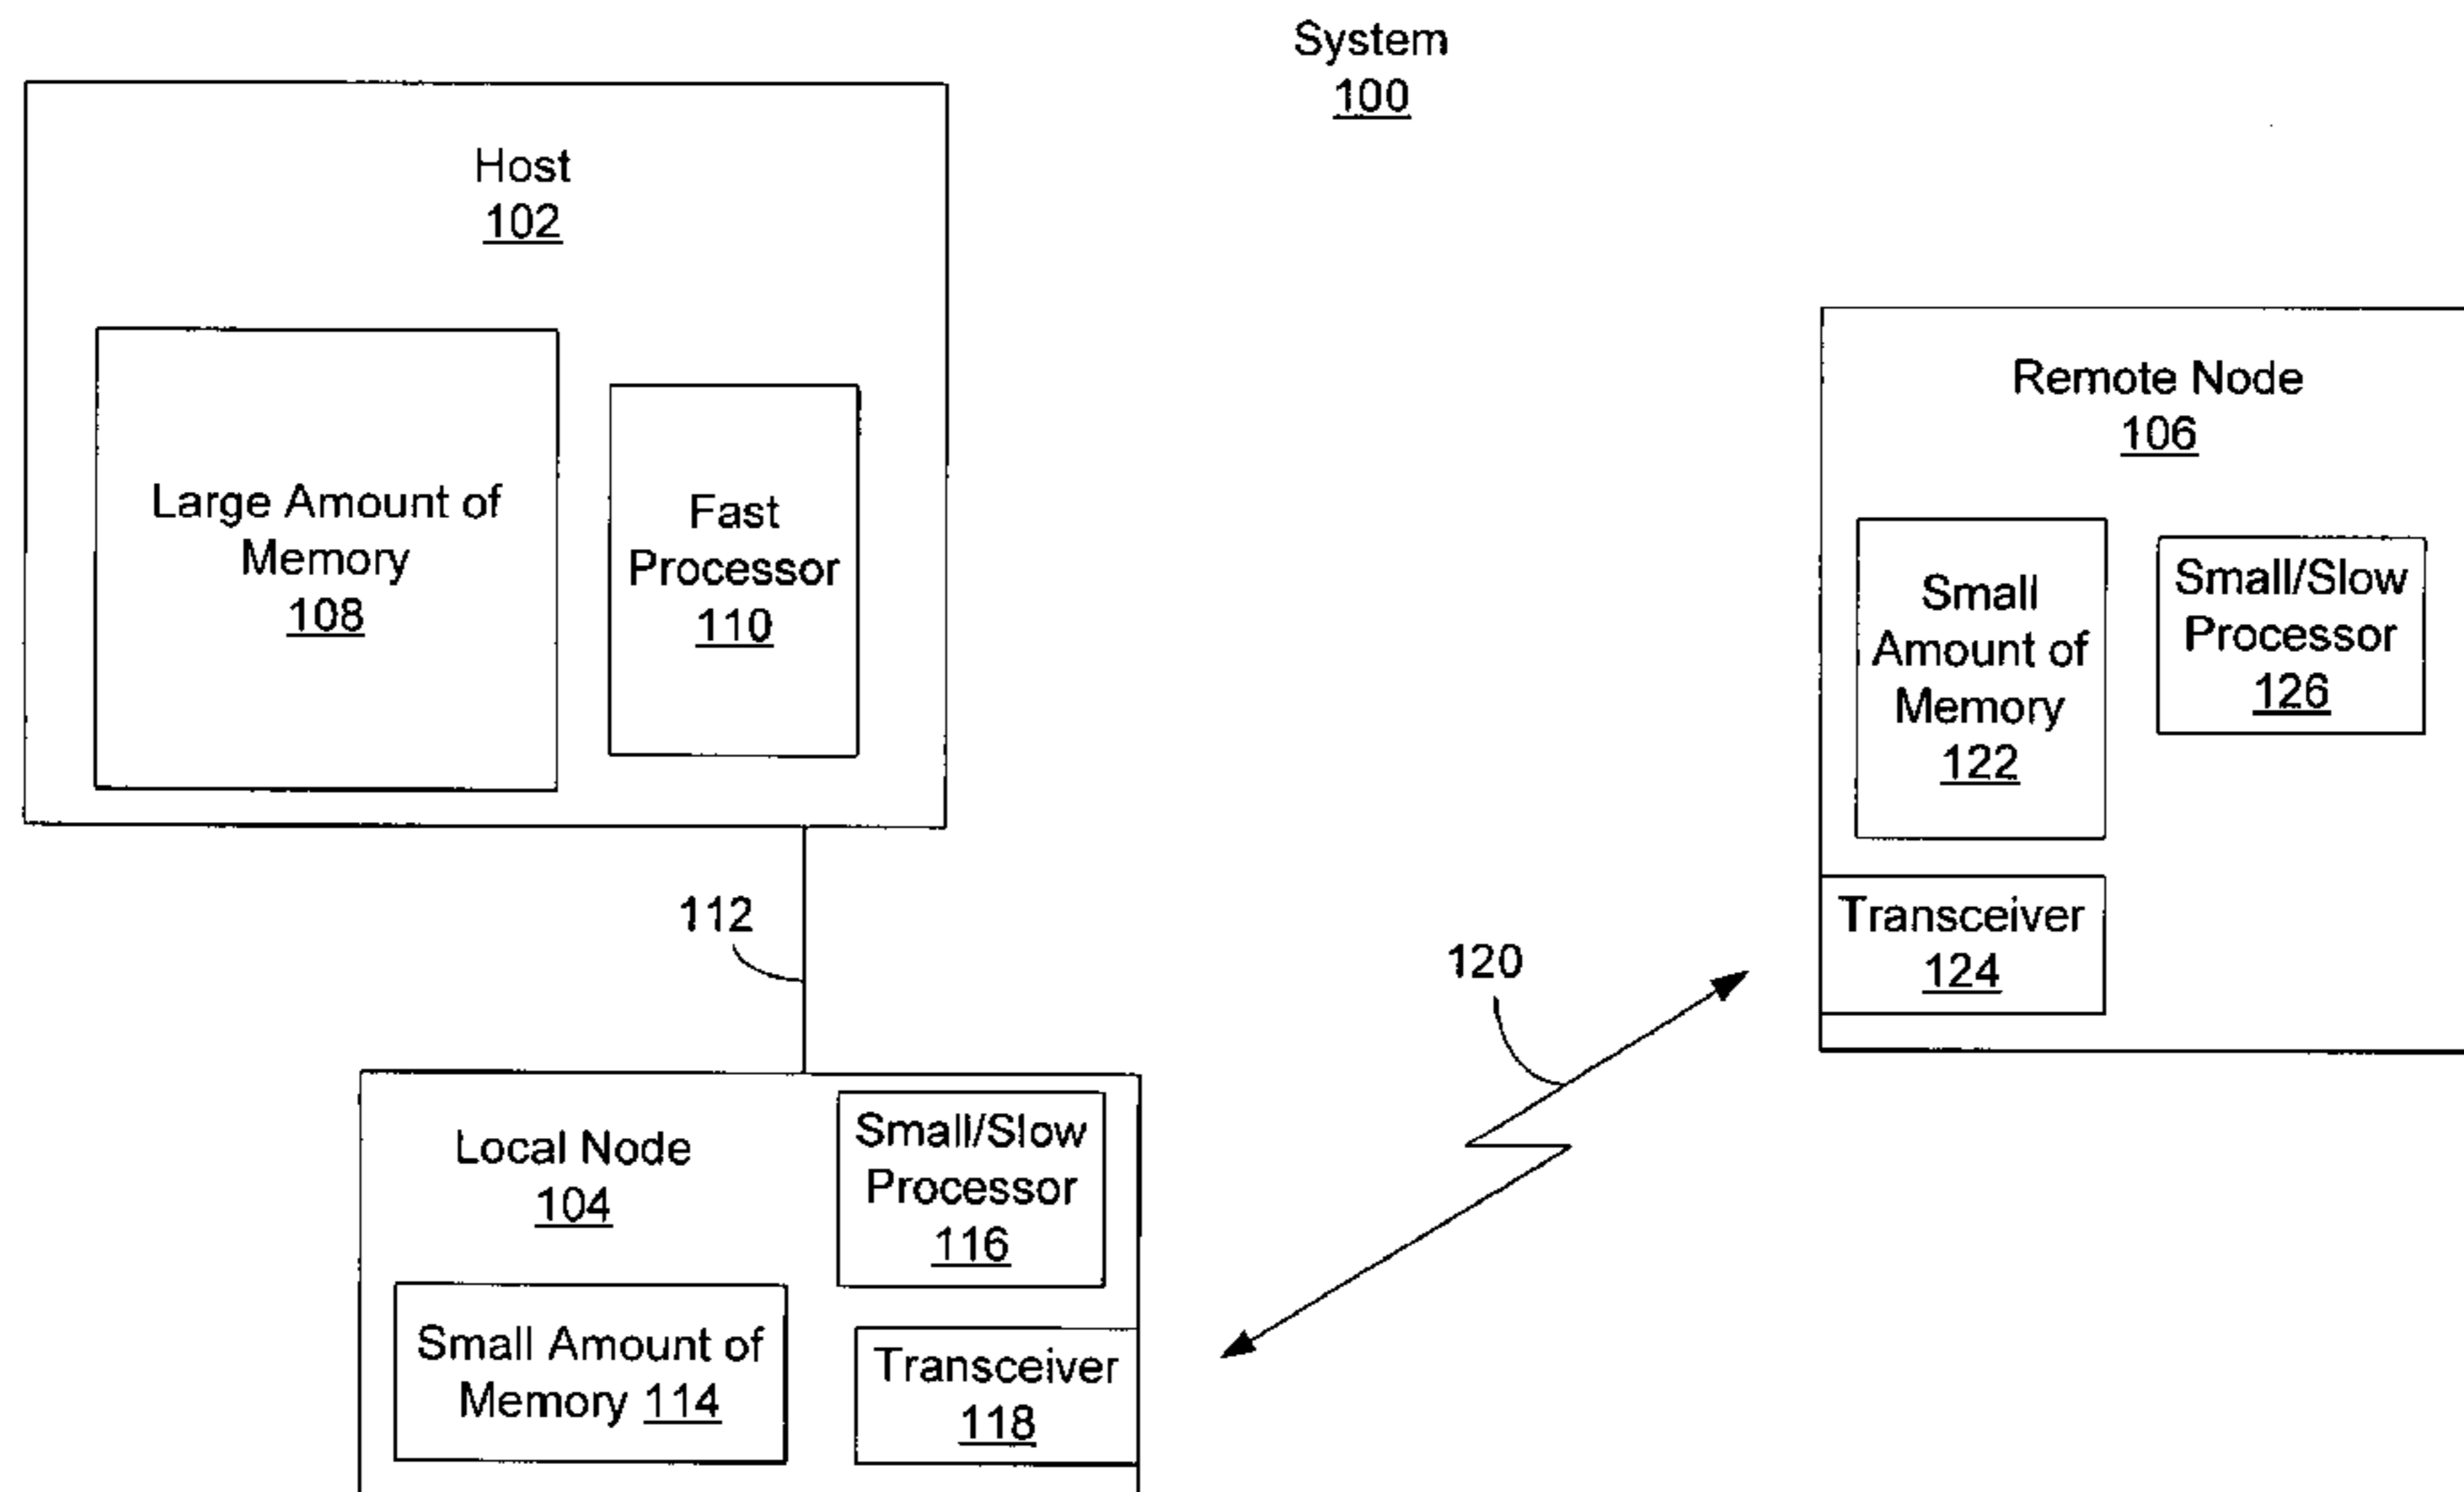 System
100
Host
102
Large Amount of
Memory
108
Fast
Processor
110
Remote Node
106
Small
Amount of
Memory
122
Small/Slow
Processor
126
Transceiver
124
112
120
Local Node
104
Small/Slow
Processor
116
Small Amount of
Memory 114
Transceiver
118